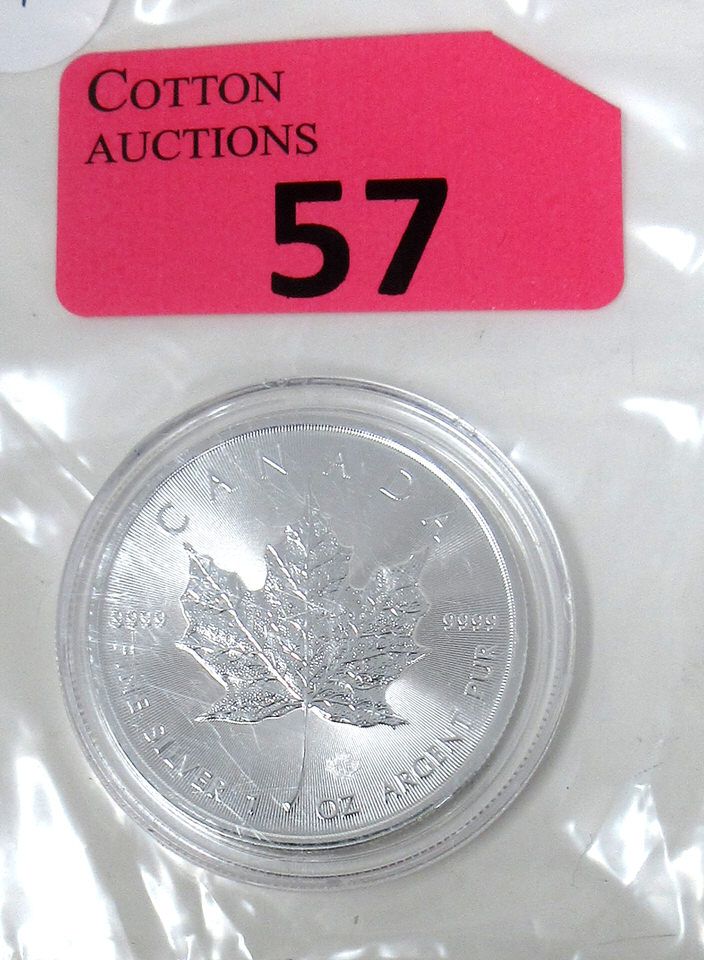 COTTON
AUCTIONS
57
CANADA
9999 9999
FINE SILVER 1 OZ ARGENT PUR